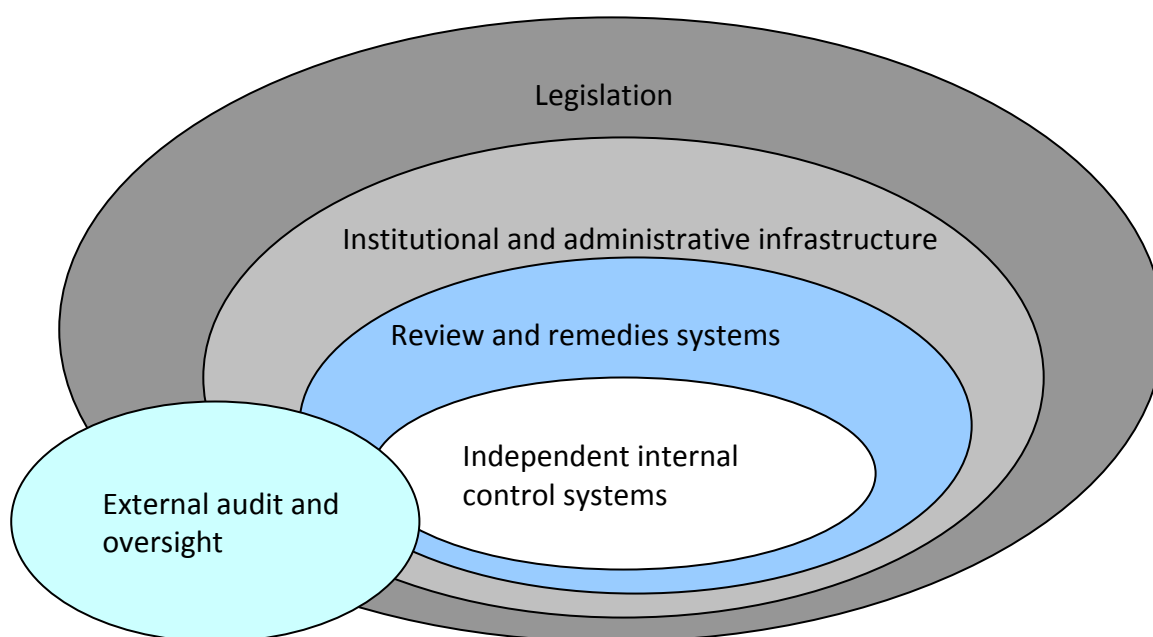 Legislation
Institutional and administrative infrastructure
Review and remedies systems
Independent internal
control systems
External audit and
oversight